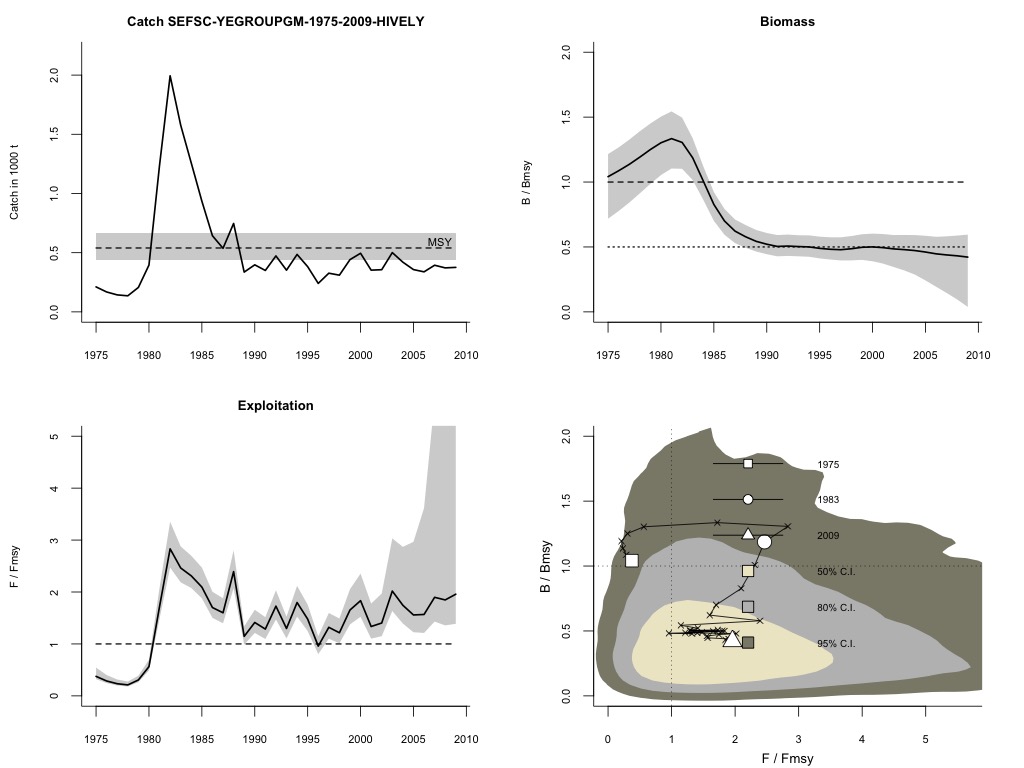 Catch SEFSC-YEGROUPGM-1975-2009-HIVELY
Catch in 1000 t
2.0
1.5
1.0
0.5
0.0
MSY
1975 1980 1985 1990 1995 2000 2005 2010
Biomass
B / Bmsy
2.0
1.5
1.0
0.5
0.0
1975 1980 1985 1990 1995 2000 2005 2010
Exploitation
F / Fmsy
5
4
3
2
1
0
1975 1980 1985 1990 1995 2000 2005 2010
B / Bmsy
2.0
1.5
1.0
0.5
0.0
1975
1983
2009
50% C.I.
80% C.I.
95% C.I.
0 1 2 3 4 5
F / Fmsy